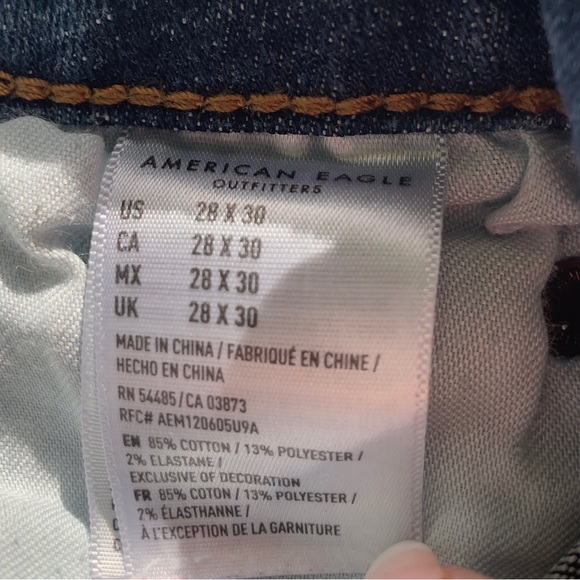 AMERICAN EAGLE
OUTFITTERS
US 28 X 30
CA 28 X 30
MX 28 X 30
UK 28 X 30
MADE IN CHINA / FABRIQUÉ EN CHINE /
HECHO EN CHINA
RN 54485/CA 03873
RFC# AEM120605U9A
EN 85% COTTON / 13% POLYESTER /
2% ELASTANE /
EXCLUSIVE OF DECORATION
FR 85% COTON / 13% POLYESTER /
2% ÉLASTHANNE /
À L'EXCEPTION DE LA GARNITURE